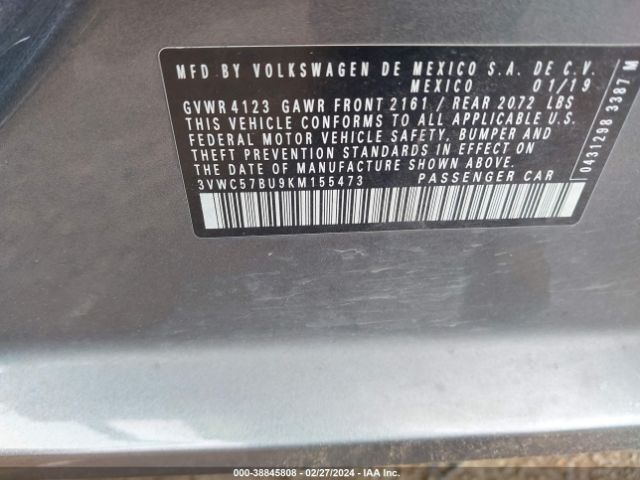 MFD BY VOLKSWAGEN DE MEXICO S.A. DE C.V.
MEXICO 01/19
GVWR 4123 GAWR FRONT 2161 / REAR 2072 LBS
THIS VEHICLE CONFORMS TO ALL APPLICABLE U.S.
FEDERAL MOTOR VEHICLE SAFETY, BUMPER AND
THEFT PREVENTION STANDARDS IN EFFECT ON
THE DATE OF MANUFACTURE SHOWN ABOVE.
3VWC57BU9KM155473 PASSENGER CAR
0431298 3387 M
000-38845808 | 02/27/2024 | IAA Inc.